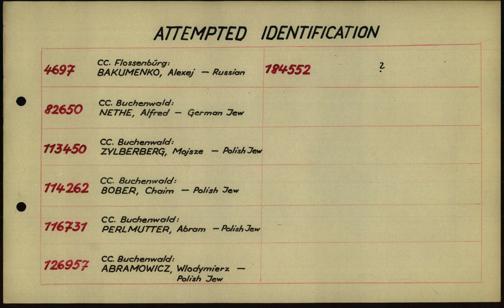 ATTEMPTED IDENTIFICATION
4697 CC. Flossenbürg:
BAKUMENKO, Alexej — Russian
184552 ?
82650 CC. Buchenwald:
NETHE, Alfred — German Jew
113450 CC. Buchenwald:
ZYLBERBERG, Mojsze — Polish Jew
114262 CC. Buchenwald:
BOBER, Chaim — Polish Jew
116731 CC. Buchenwald:
PERLMUTTER, Abram — Polish Jew
126957 CC. Buchenwald:
ABRAMOWICZ, Wlodymierz —
Polish Jew